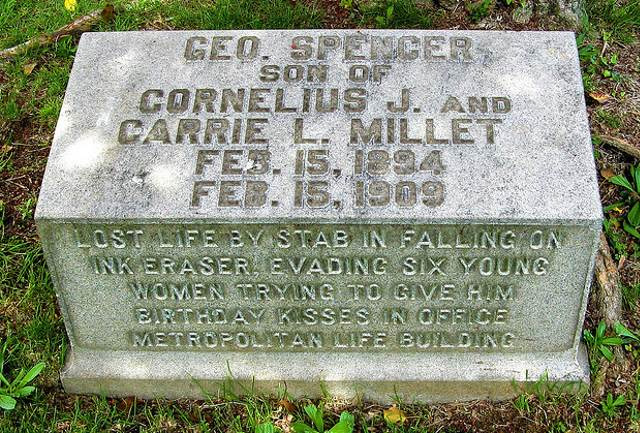 GEO. SPENCER
SON OF
CORNELIUS J. AND
CARRIE L. MILLET
FEB. 15, 1894
FEB. 15, 1909
LOST LIFE BY STAB IN FALLING ON
INK ERASER, EVADING SIX YOUNG
WOMEN TRYING TO GIVE HIM
BIRTHDAY KISSES IN OFFICE
METROPOLITAN LIFE BUILDING